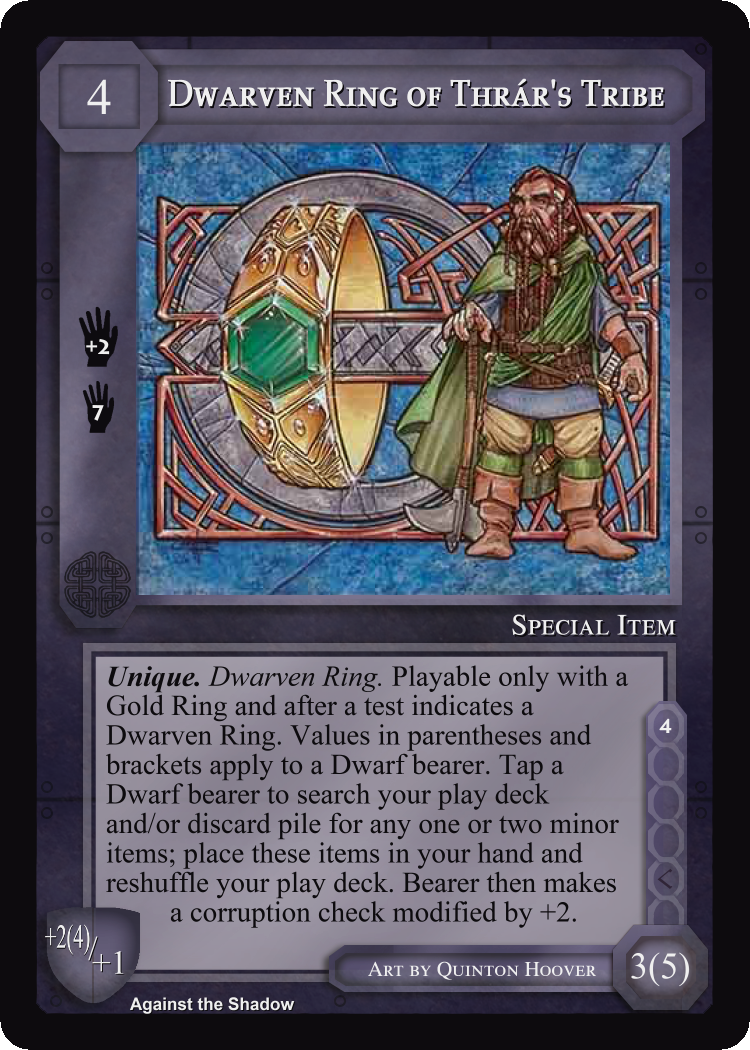 4
Dwarven Ring of Thrár's Tribe
+2
7
Special Item
Unique. Dwarven Ring. Playable only with a
Gold Ring and after a test indicates a
Dwarven Ring. Values in parentheses and
brackets apply to a Dwarf bearer. Tap a
Dwarf bearer to search your play deck
and/or discard pile for any one or two minor
items; place these items in your hand and
reshuffle your play deck. Bearer then makes
a corruption check modified by +2.
4
+2(4)/+1
Art by Quinton Hoover
3(5)
Against the Shadow